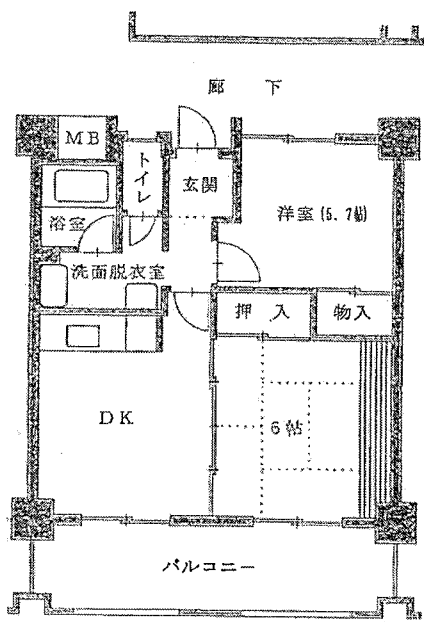 廊下
MB
トイレ
玄関
浴室
洋室(5.7帖)
洗面脱衣室
押入
物入
DK
6帖
バルコニー